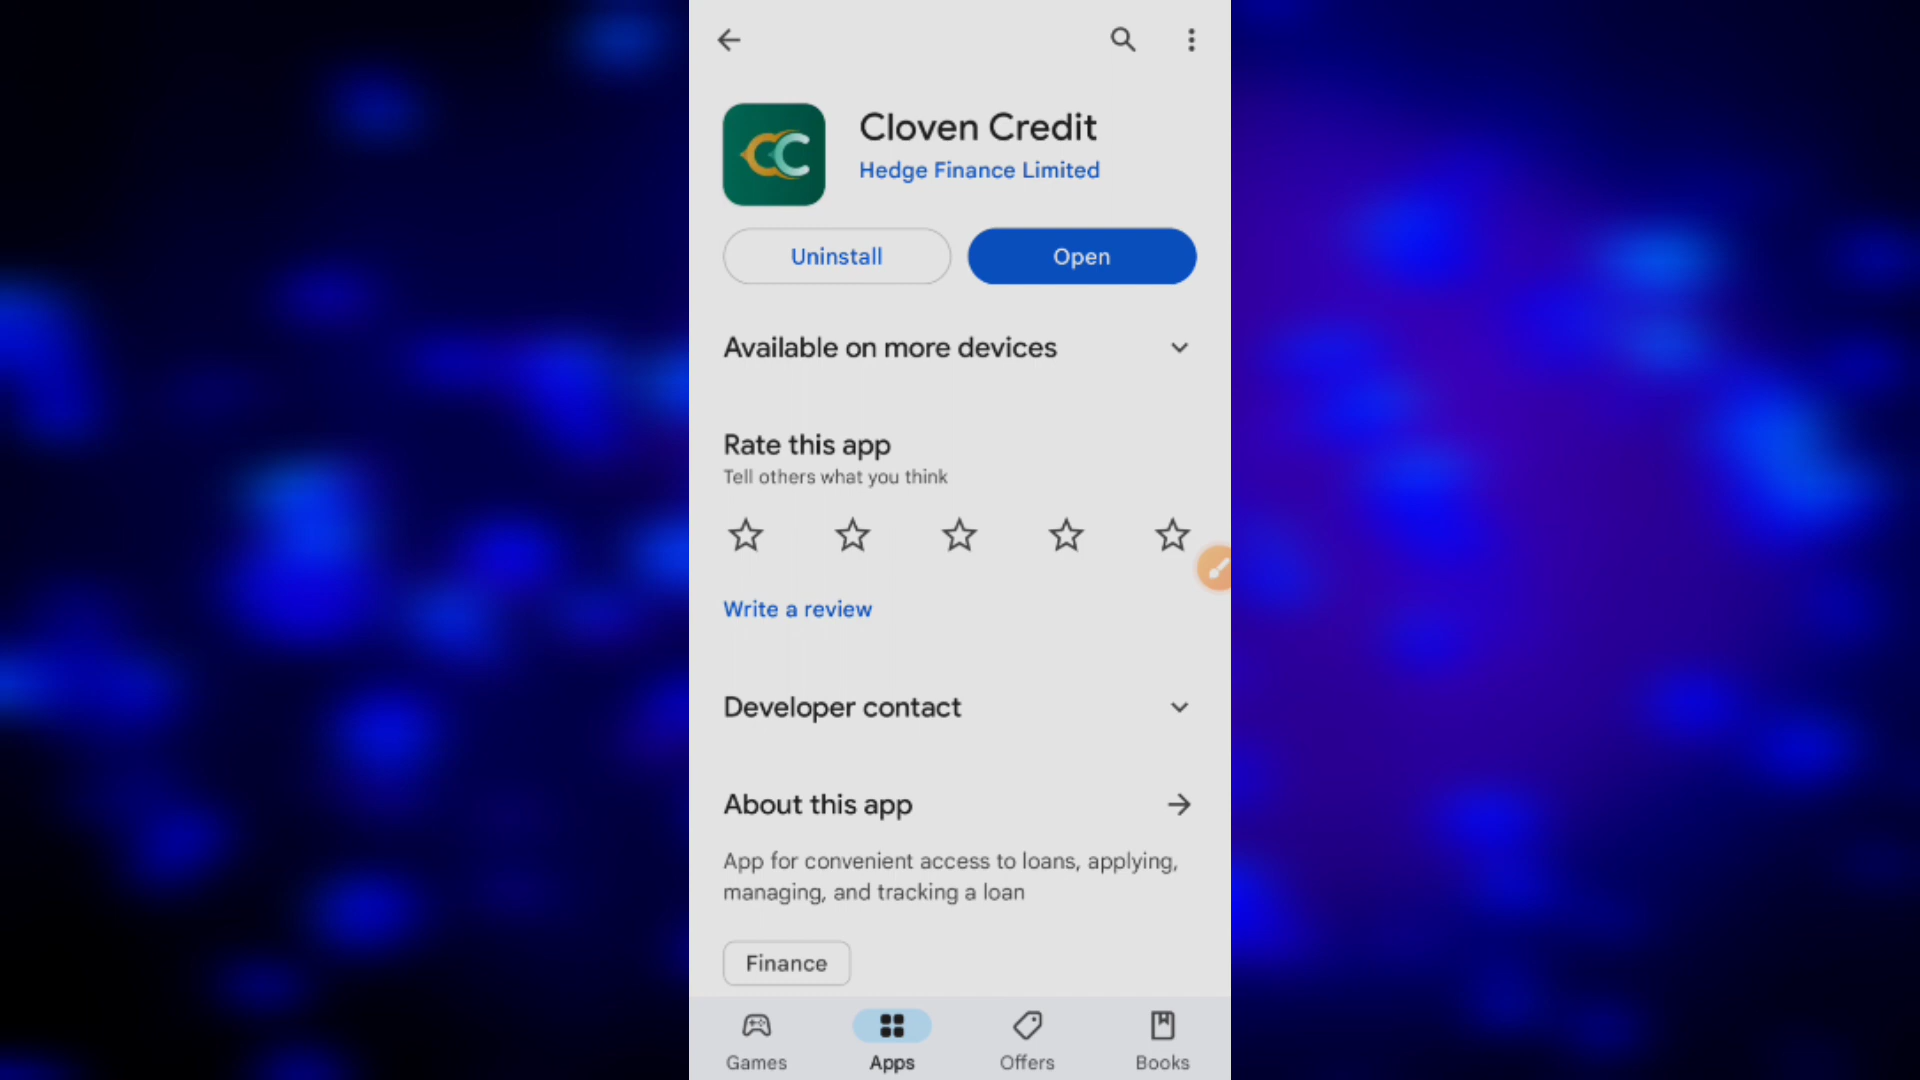 Cloven Credit
Hedge Finance Limited
Uninstall
Open
Available on more devices
Rate this app
Tell others what you think
Write a review
Developer contact
About this app
App for convenient access to loans, applying,
managing, and tracking a loan
Finance
Games
Apps
Offers
Books